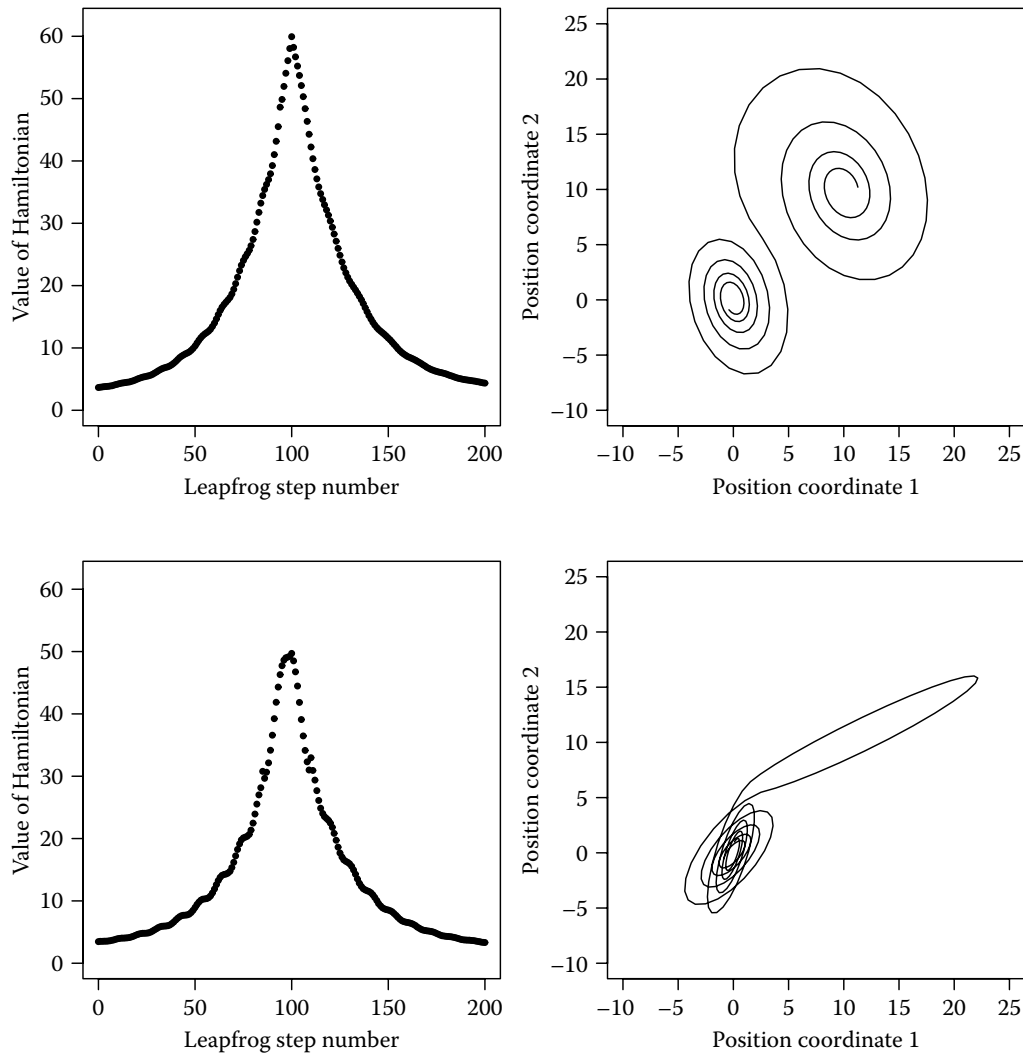 60
50
40
30
20
10
0
Value of Hamiltonian
0 50 100 150 200
Leapfrog step number
25
20
15
10
5
0
−5
−10
Position coordinate 2
−10 −5 0 5 10 15 20 25
Position coordinate 1
60
50
40
30
20
10
0
Value of Hamiltonian
0 50 100 150 200
Leapfrog step number
25
20
15
10
5
0
−5
−10
Position coordinate 2
−10 −5 0 5 10 15 20 25
Position coordinate 1